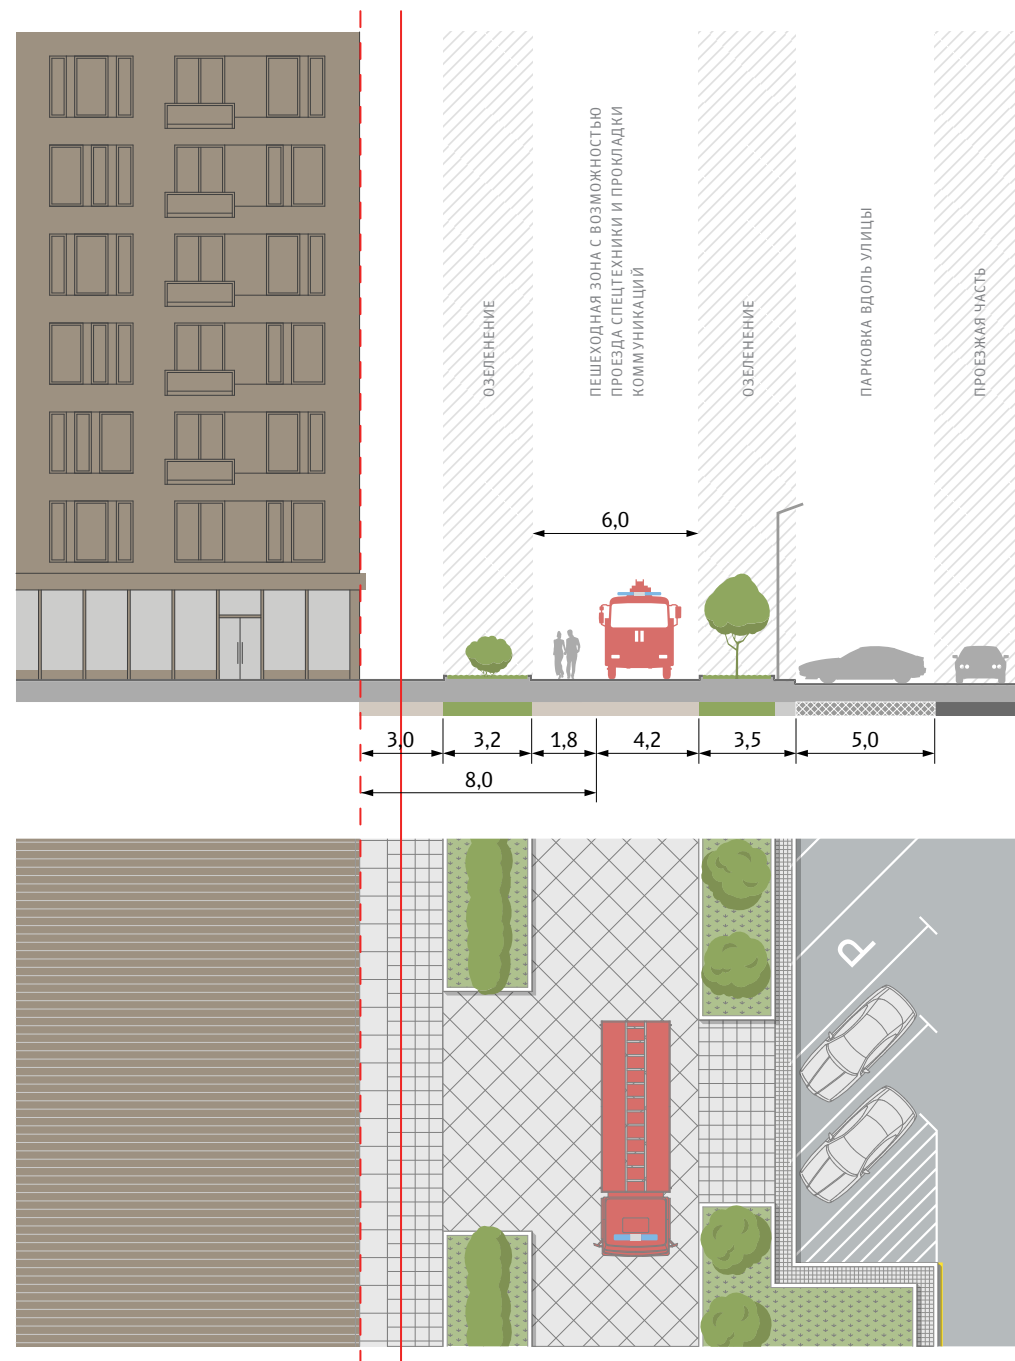 ОЗЕЛЕНЕНИЕ
ПЕШЕХОДНАЯ ЗОНА С ВОЗМОЖНОСТЬЮ
ПРОЕЗДА СПЕЦТЕХНИКИ И ПРОКЛАДКИ
КОММУНИКАЦИЙ
ОЗЕЛЕНЕНИЕ
ПАРКОВКА ВДОЛЬ УЛИЦЫ
ПРОЕЗЖАЯ ЧАСТЬ
6,0
3,0 3,2 1,8 4,2 3,5 5,0
8,0
P